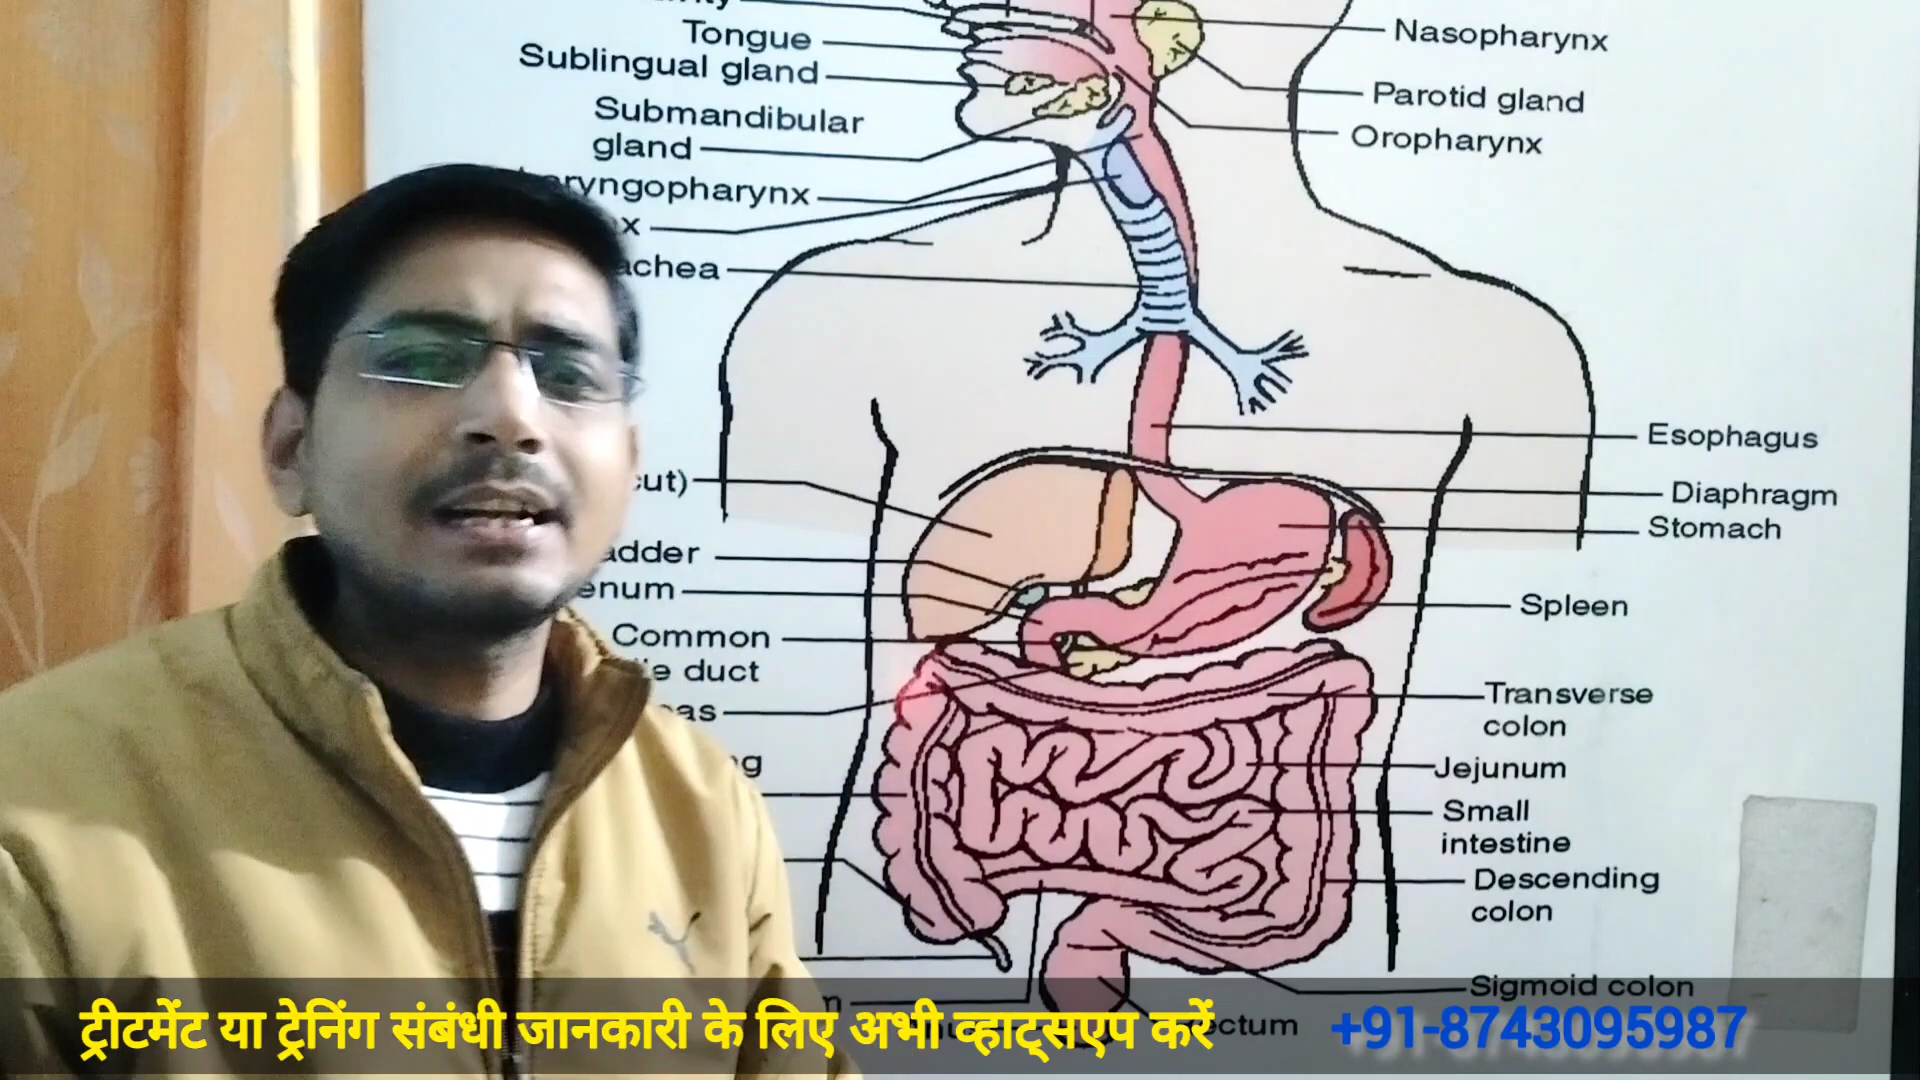 Tongue
Sublingual gland
Submandibular
gland
Nasopharynx
Parotid gland
Oropharynx
Esophagus
Diaphragm
Stomach
Common
duct
Spleen
Transverse
colon
Jejunum
Small
intestine
Descending
colon
Sigmoid colon
ट्रीटमेंट या ट्रेनिंग संबंधी जानकारी के लिए अभी व्हाट्सएप करें +91-8743095987